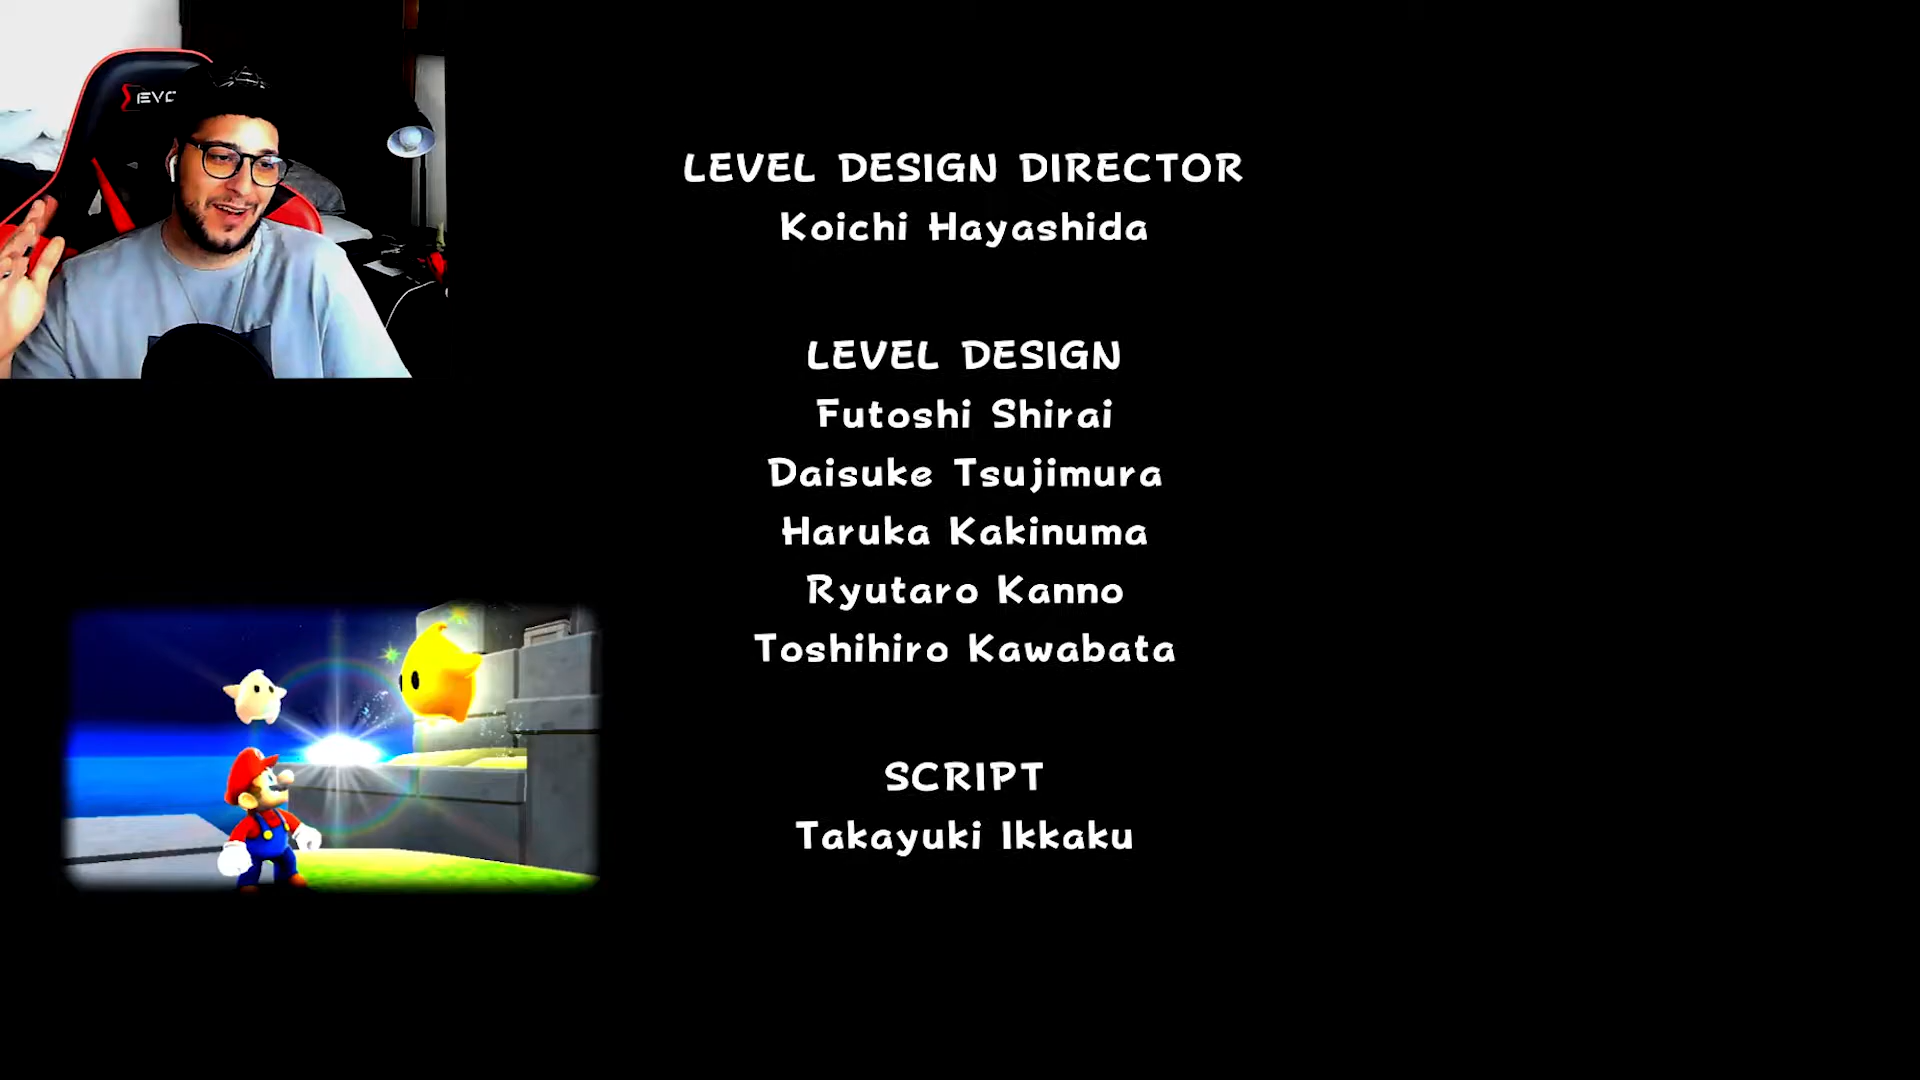 EVO
LEVEL DESIGN DIRECTOR
Koichi Hayashida
LEVEL DESIGN
Futoshi Shirai
Daisuke Tsujimura
Haruka Kakinuma
Ryutaro Kanno
Toshihiro Kawabata
SCRIPT
Takayuki Ikkaku